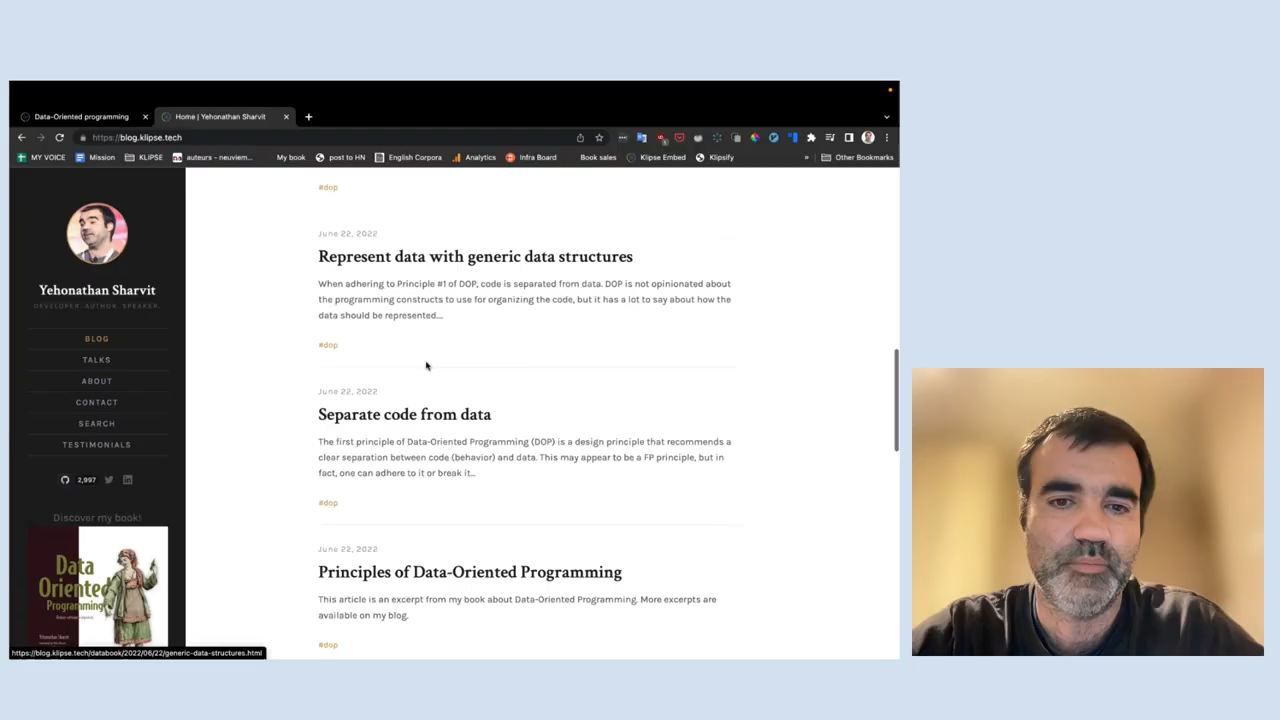 Data-Oriented programming
Home | Yehonathan Sharvit
https://blog.klipse.tech
MY VOICE
Mission
KLIPSE
auteurs - neuviem...
My book
post to HN
English Corpora
Analytics
Infra Board
Book sales
Klipse Embed
Klipsify
»
Other Bookmarks
Yehonathan Sharvit
DEVELOPER. AUTHOR. SPEAKER.
BLOG
TALKS
ABOUT
CONTACT
SEARCH
TESTIMONIALS
2,997
Discover my book!
Data
Oriented
Programming
Yehonathan Sharvit
#dop
June 22, 2022
Represent data with generic data structures
When adhering to Principle #1 of DOP, code is separated from data. DOP is not opinionated about
the programming constructs to use for organizing the code, but it has a lot to say about how the
data should be represented....
#dop
June 22, 2022
Separate code from data
The first principle of Data-Oriented Programming (DOP) is a design principle that recommends a
clear separation between code (behavior) and data. This may appear to be a FP principle, but in
fact, one can adhere to it or break it...
#dop
June 22, 2022
Principles of Data-Oriented Programming
This article is an excerpt from my book about Data-Oriented Programming. More excerpts are
available on my blog.
#dop
https://blog.klipse.tech/databook/2022/06/22/generic-data-structures.html